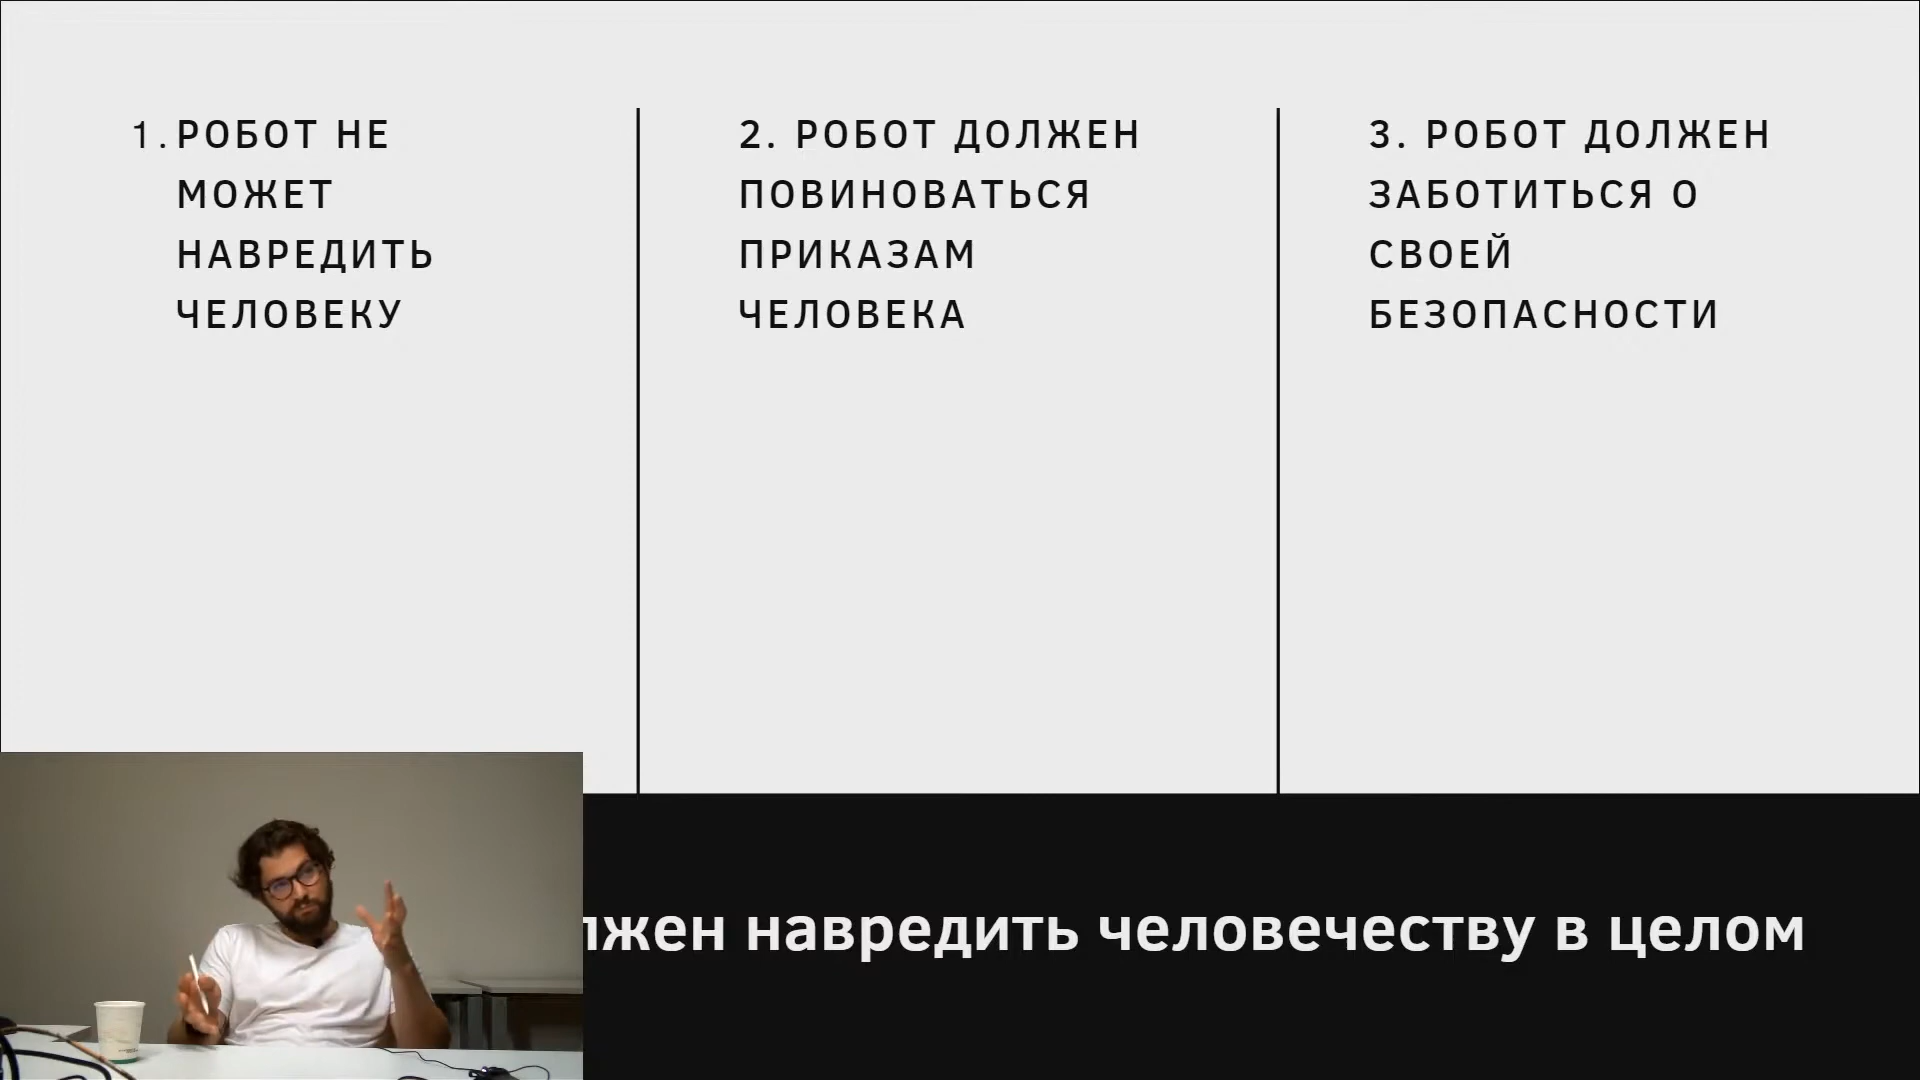 1. РОБОТ НЕ
МОЖЕТ
НАВРЕДИТЬ
ЧЕЛОВЕКУ
2. РОБОТ ДОЛЖЕН
ПОВИНОВАТЬСЯ
ПРИКАЗАМ
ЧЕЛОВЕКА
3. РОБОТ ДОЛЖЕН
ЗАБОТИТЬСЯ О
СВОЕЙ
БЕЗОПАСНОСТИ
навредить человечеству в целом